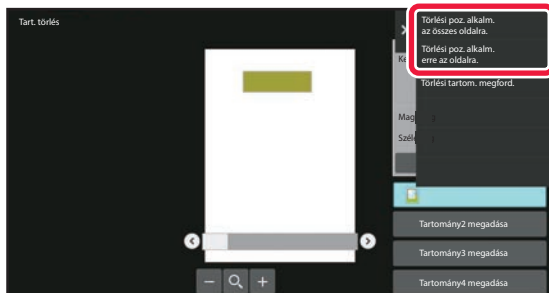 Tart. törlés
Törlési poz. alkalm.
az összes oldalra.
Törlési poz. alkalm.
erre az oldalra.
Törlési tartom. megford.
Tartomány2 megadása
Tartomány3 megadása
Tartomány4 megadása